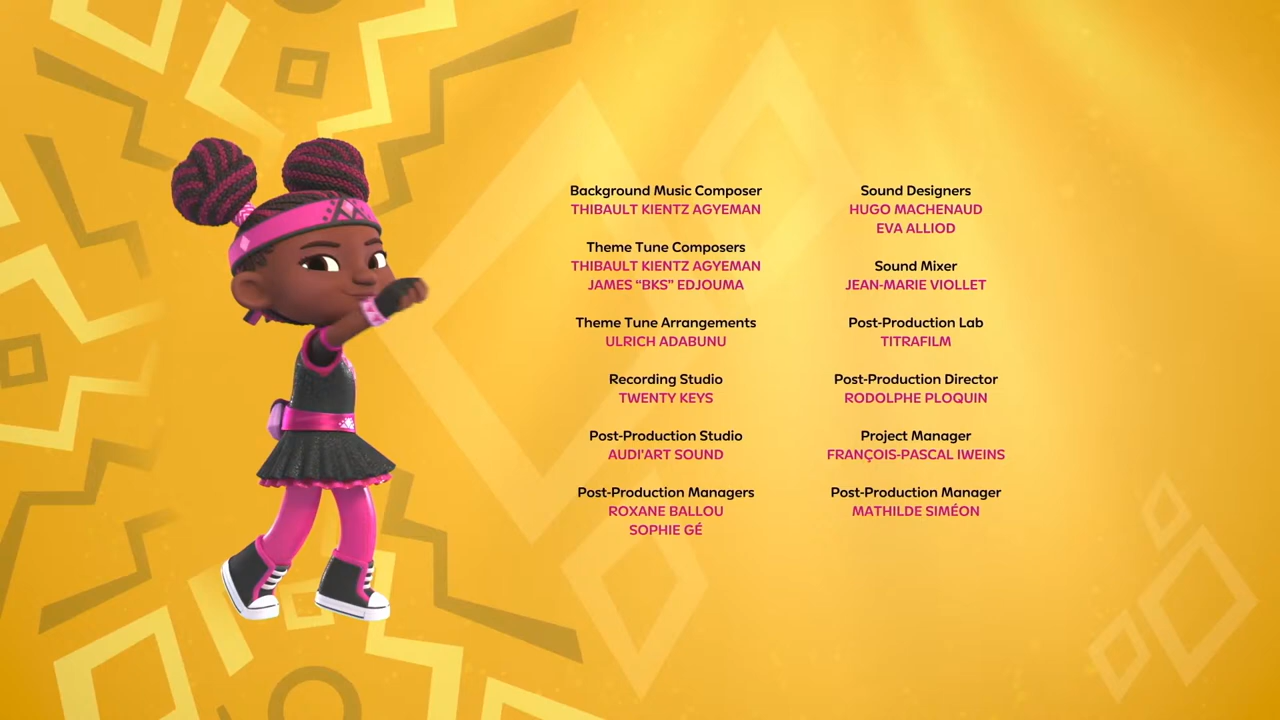 Background Music Composer
THIBAULT KIENTZ AGYEMAN
Theme Tune Composers
THIBAULT KIENTZ AGYEMAN
JAMES “BKS” EDJOUMA
Theme Tune Arrangements
ULRICH ADABUNU
Recording Studio
TWENTY KEYS
Post-Production Studio
AUDI'ART SOUND
Post-Production Managers
ROXANE BALLOU
SOPHIE GÉ
Sound Designers
HUGO MACHENAUD
EVA ALLIOD
Sound Mixer
JEAN-MARIE VIOLLET
Post-Production Lab
TITRAFILM
Post-Production Director
RODOLPHE PLOQUIN
Project Manager
FRANÇOIS-PASCAL IWEINS
Post-Production Manager
MATHILDE SIMÉON